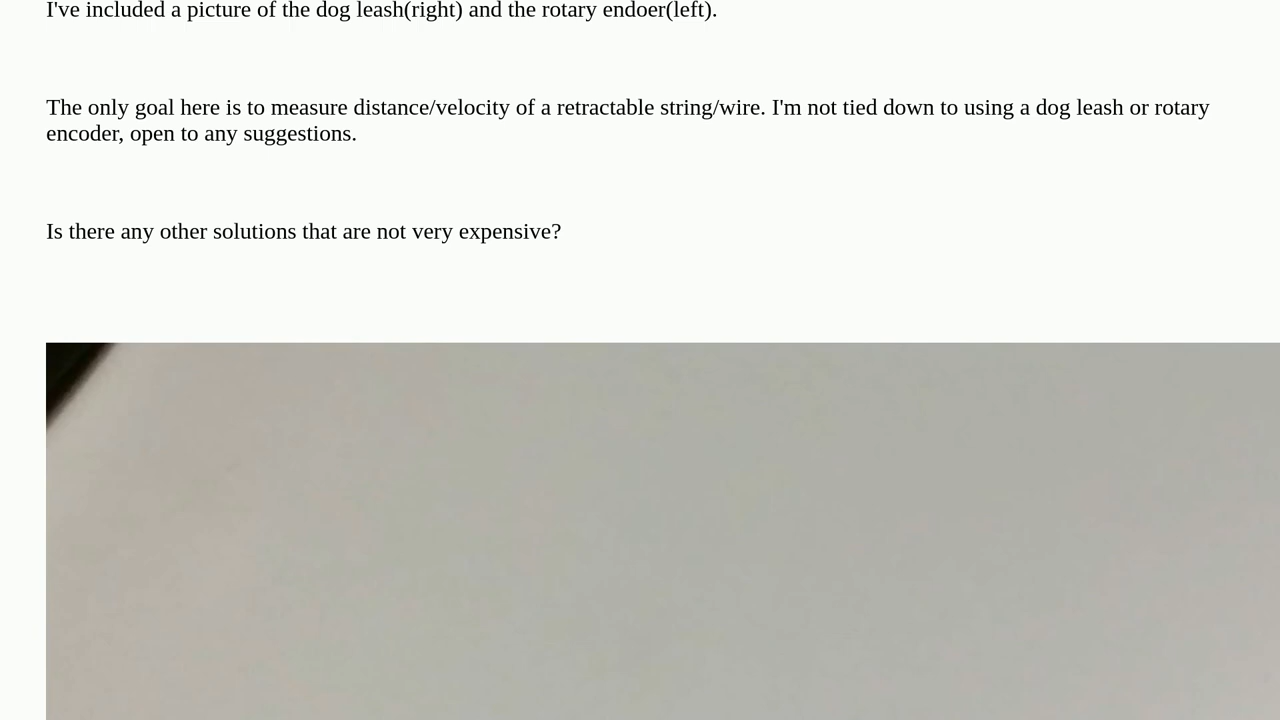 I've included a picture of the dog leash(right) and the rotary endoer(left).
The only goal here is to measure distance/velocity of a retractable string/wire. I'm not tied down to using a dog leash or rotary
encoder, open to any suggestions.
Is there any other solutions that are not very expensive?